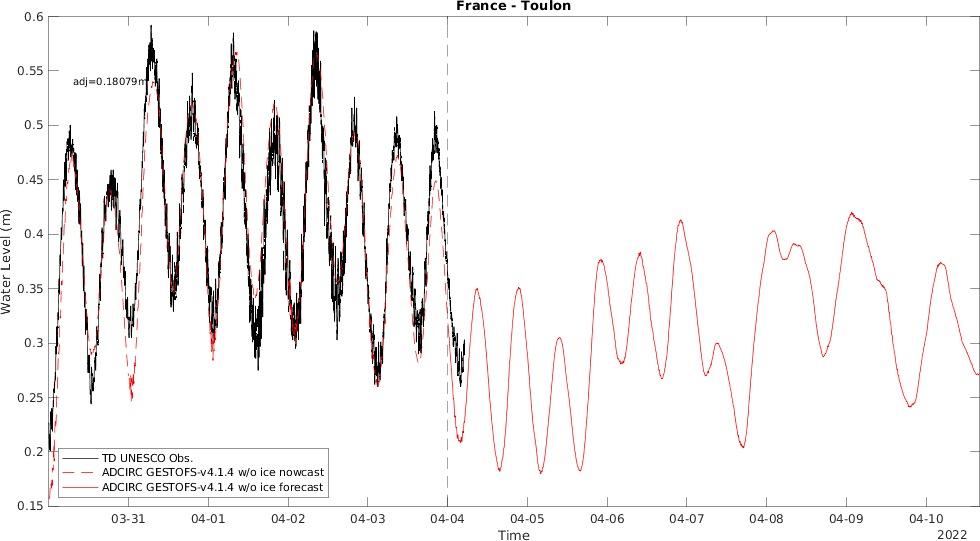 France - Toulon
0.6
0.55
0.5
0.45
0.4
0.35
0.3
0.25
0.2
0.15
Water Level (m)
adj=0.18079m
TD UNESCO Obs.
ADCIRC GESTOFS-v4.1.4 w/o ice nowcast
ADCIRC GESTOFS-v4.1.4 w/o ice forecast
03-31 04-01 04-02 04-03 04-04 04-05 04-06 04-07 04-08 04-09 04-10
Time
2022